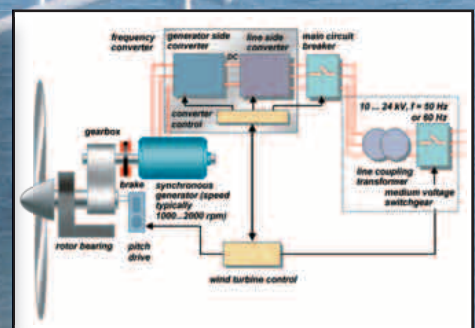 frequency
converter
generator side
converter
line side
converter
main circuit
breaker
DC
converter
control
10 ... 24 kV, f = 50 Hz
or 60 Hz
gearbox
brake
synchronous
generator (speed
typically
1000...2000 rpm)
line coupling
transformer
medium voltage
switchgear
rotor bearing
pitch
drive
wind turbine control